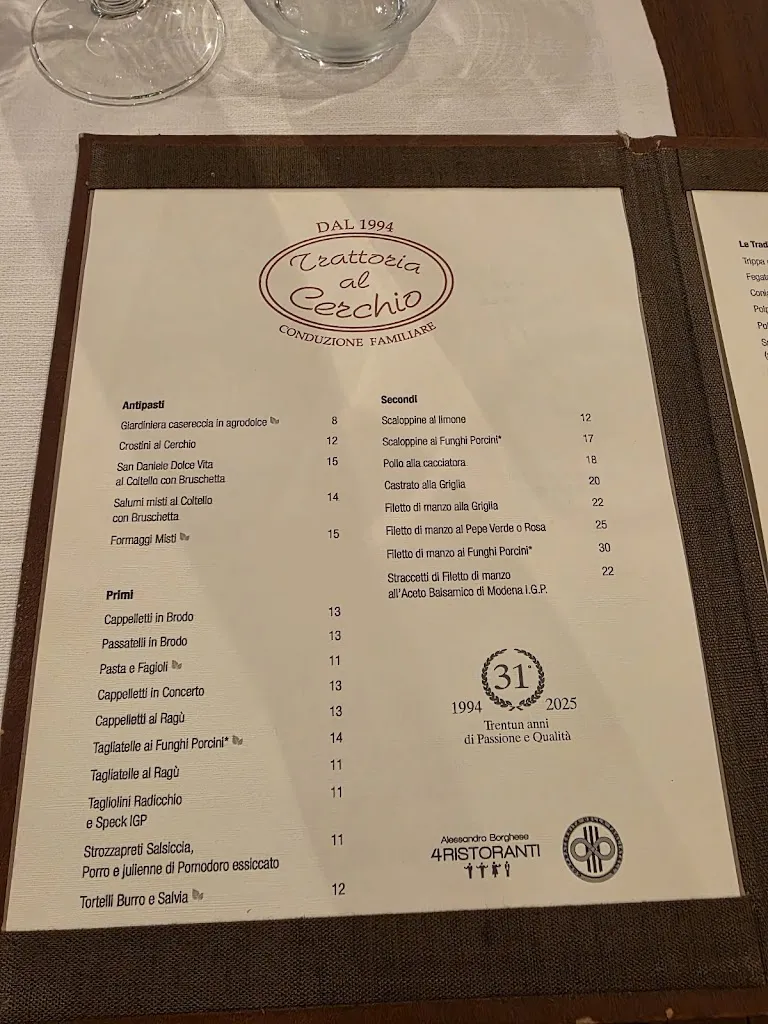 DAL 1994
Trattoria
al
Cerchio
CONDUZIONE FAMILIARE
Antipasti
Giardiniera casereccia in agrodolce 8
Crostini al Cerchio 12
San Daniele Dolce Vita 15
al Coltello con Bruschetta
Salumi misti al Coltello 14
con Bruschetta
Formaggi Misti 15
Primi
Cappelletti in Brodo 13
Passatelli in Brodo 13
Pasta e Fagioli 11
Cappelletti in Concerto 13
Cappelletti al Ragù 13
Tagliatelle ai Funghi Porcini* 14
Tagliatelle al Ragù 11
Tagliolini Radicchio 11
e Speck IGP
Strozzapreti Salsiccia, 11
Porro e julienne di Pomodoro essiccato
Tortelli Burro e Salvia 12
Secondi
Scaloppine al limone 12
Scaloppine ai Funghi Porcini* 17
Pollo alla cacciatora 18
Castrato alla Griglia 20
Filetto di manzo alla Griglia 22
Filetto di manzo al Pepe Verde o Rosa 25
Filetto di manzo ai Funghi Porcini* 30
Straccetti di Filetto di manzo 22
all'Aceto Balsamico di Modena I.G.P.
31°
1994 2025
Trentun anni
di Passione e Qualità
Alessandro Borghese
4 RISTORANTI
Le Trad
Trippa
Fegat
Coni
Polp
Pol